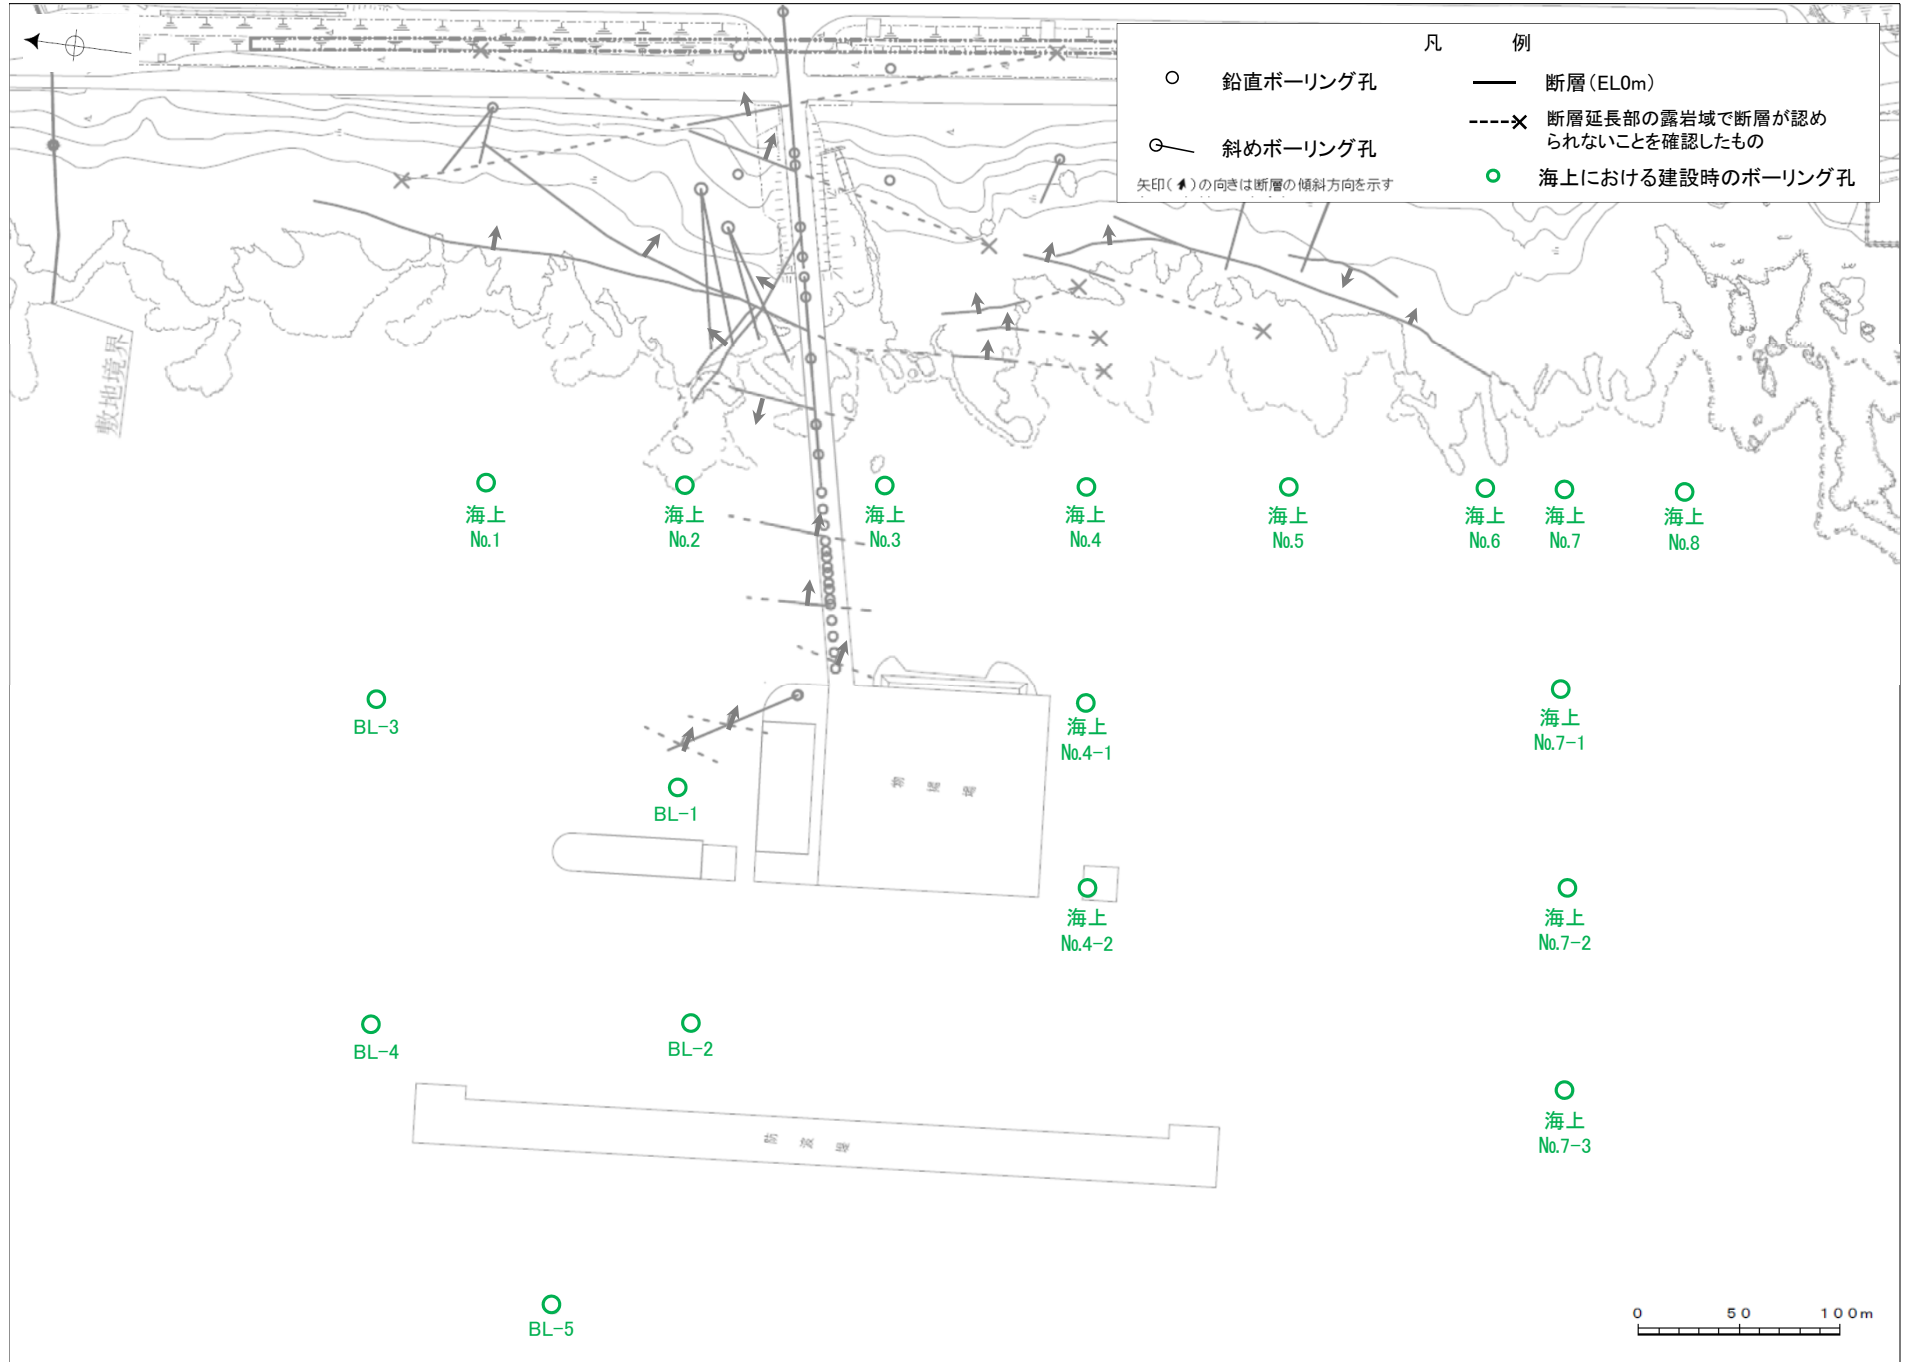 凡　例
鉛直ボーリング孔
断層(EL0m)
断層延長部の露岩域で断層が認め
られないことを確認したもの
斜めボーリング孔
矢印( )の向きは断層の傾斜方向を示す
海上における建設時のボーリング孔
敷地境界
海上
No.1
海上
No.2
海上
No.3
海上
No.4
海上
No.5
海上
No.6
海上
No.7
海上
No.8
BL-3
海上
No.4-1
海上
No.7-1
BL-1
物揚場
海上
No.4-2
海上
No.7-2
BL-4
BL-2
防波堤
海上
No.7-3
BL-5
0 50 100m